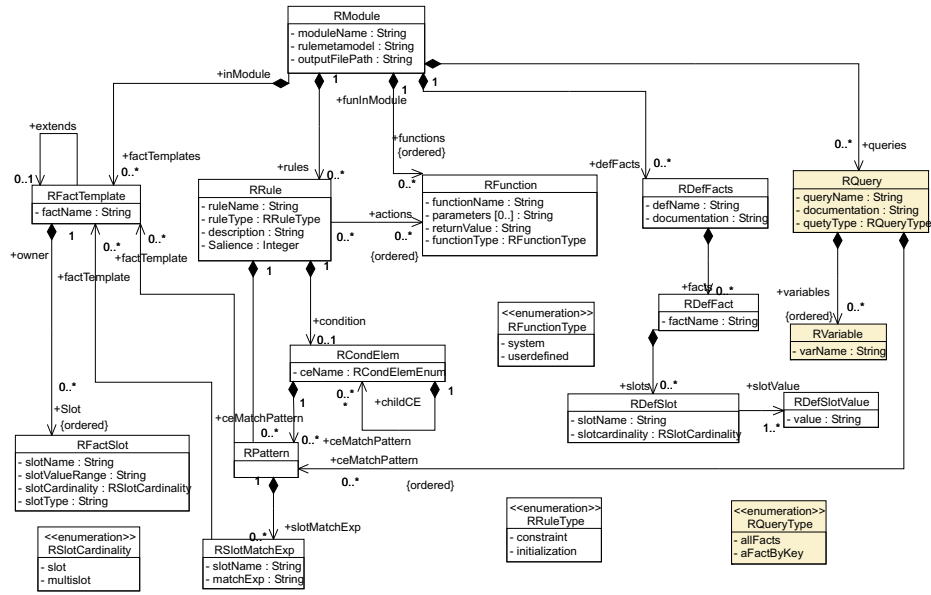 RModule
- moduleName : String
- rulemetamodel : String
- outputFilePath : String
+inModule
1
1
1
+funInModule
+extends
0..1
+factTemplates
0..*
+functions
{ordered}
0..*
+rules
0..*
+defFacts
0..*
0..*
+queries
RFactTemplate
- factName : String
RRule
- ruleName : String
- ruleType : RRuleType
- description : String
- Salience : Integer
+actions
0..*
0..*
{ordered}
RFunction
- functionName : String
- parameters [0..] : String
- returnValue : String
- functionType : RFunctionType
RDefFacts
- defName : String
- documentation : String
RQuery
- queryName : String
- documentation : String
- quetyType : RQueryType
+owner
1
0..*
0..*
+factTemplate
+factTemplate
1
1
+condition
0..1
<<enumeration>>
RFunctionType
- system
- userdefined
+facts
0..*
RDefFact
- factName : String
+variables
0..*
{ordered}
RVariable
- varName : String
RCondElem
- ceName : RCondElemEnum
0..*
*
+childCE
1
1
+slots
0..*
RDefSlot
- slotName : String
- slotcardinality : RSlotCardinality
+slotValue
1..*
RDefSlotValue
- value : String
0..*
+Slot
{ordered}
RFactSlot
- slotName : String
- slotValueRange : String
- slotCardinality : RSlotCardinality
- slotType : String
+ceMatchPattern
0..*
0..*
+ceMatchPattern
RPattern
1
+ceMatchPattern
0..*
{ordered}
+slotMatchExp
0..*
RSlotMatchExp
- slotName : String
- matchExp : String
<<enumeration>>
RSlotCardinality
- slot
- multislot
<<enumeration>>
RRuleType
- constraint
- initialization
<<enumeration>>
RQueryType
- allFacts
- aFactByKey